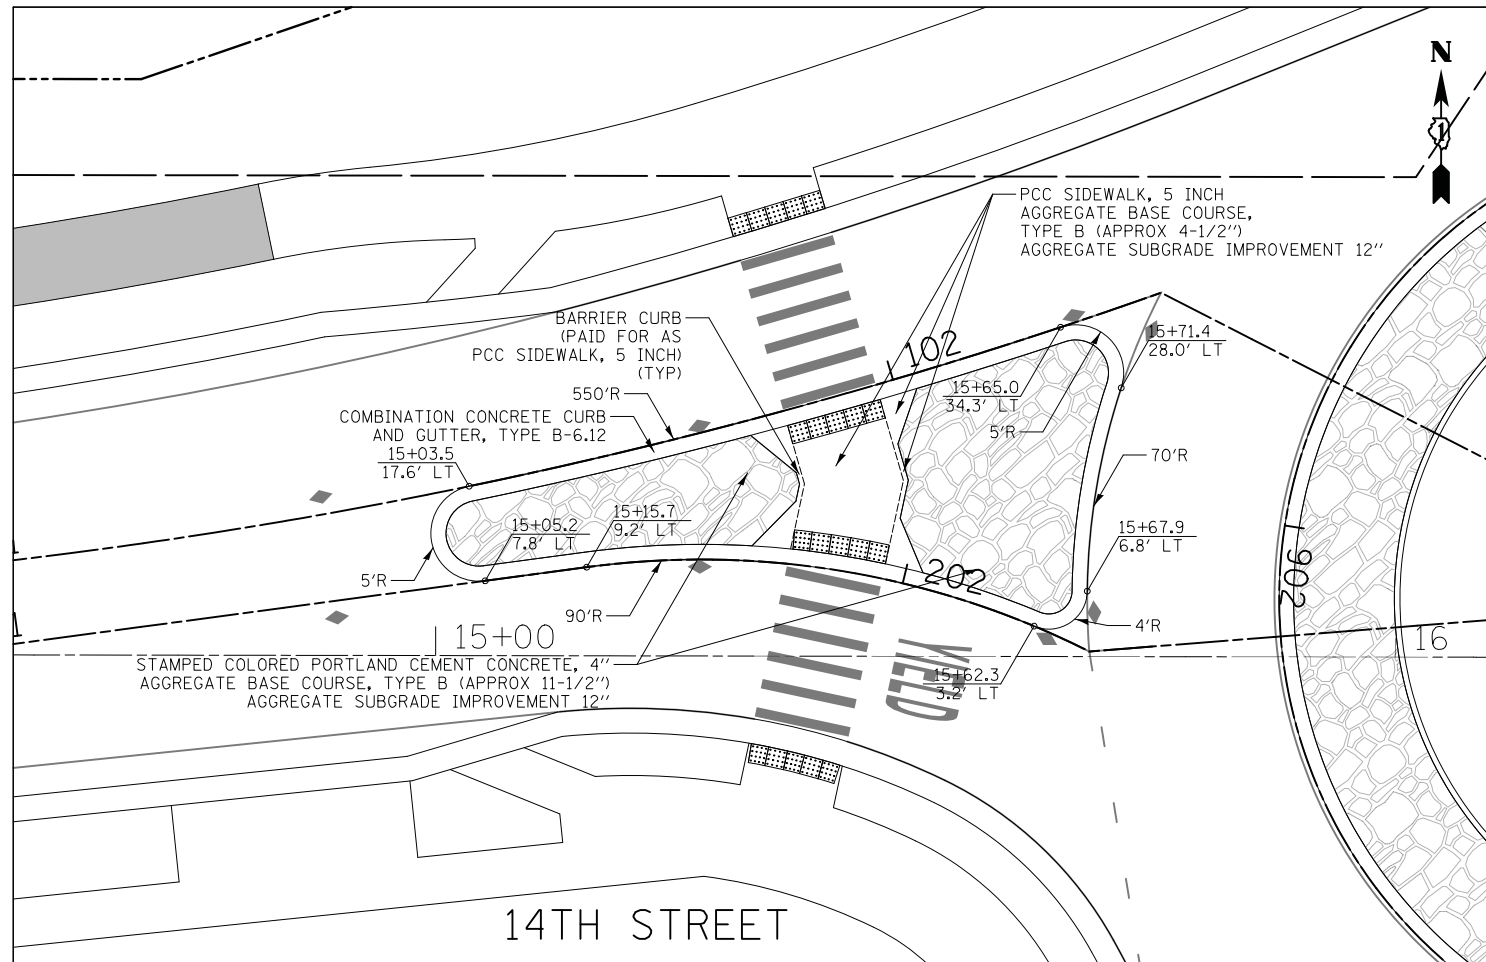 N
1
PCC SIDEWALK, 5 INCH
AGGREGATE BASE COURSE,
TYPE B (APPROX 4-1/2")
AGGREGATE SUBGRADE IMPROVEMENT 12"
BARRIER CURB
(PAID FOR AS
PCC SIDEWALK, 5 INCH)
(TYP)
L 102
15+71.4
28.0' LT
550'R
15+65.0
34.3' LT
5'R
COMBINATION CONCRETE CURB
AND GUTTER, TYPE B-6.12
15+03.5
17.6' LT
70'R
15+05.2
7.8' LT
15+15.7
9.2' LT
15+67.9
6.8' LT
5'R
L 202
L 206
90'R
4'R
15+00
16
YIELD
STAMPED COLORED PORTLAND CEMENT CONCRETE, 4"
AGGREGATE BASE COURSE, TYPE B (APPROX 11-1/2")
AGGREGATE SUBGRADE IMPROVEMENT 12"
15+62.3
3.2' LT
14TH STREET